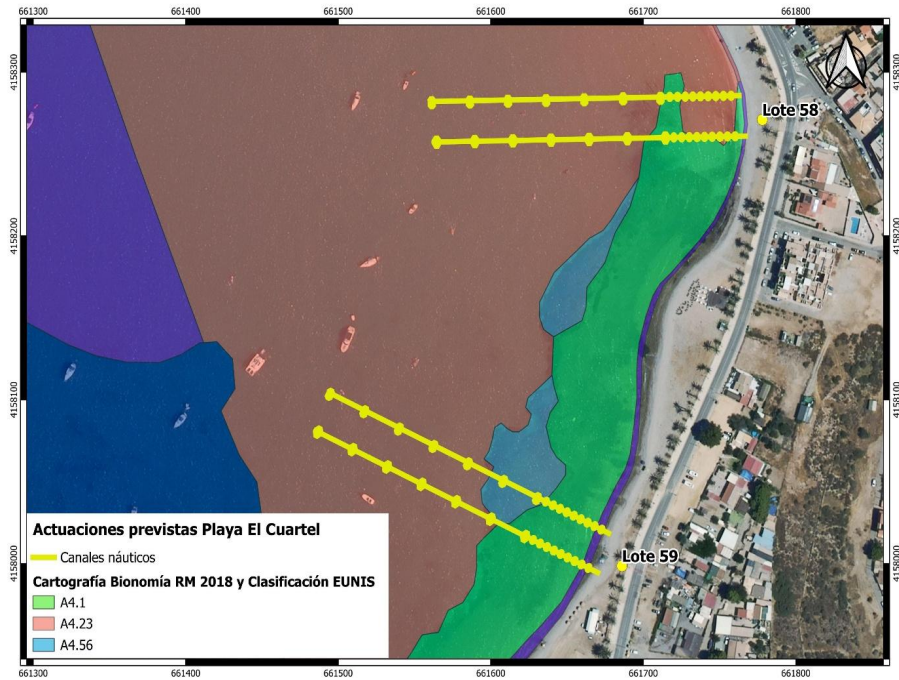 661300 661400 661500 661600 661700 661800
4158300 4158300
Lote 58
4158200 4158200
4158100 4158100
Actuaciones previstas Playa El Cuartel
Canales náuticos
Cartografía Bionomía RM 2018 y Clasificación EUNIS
A4.1
A4.23
A4.56
Lote 59
4158000 4158000
661300 661400 661500 661600 661700 661800